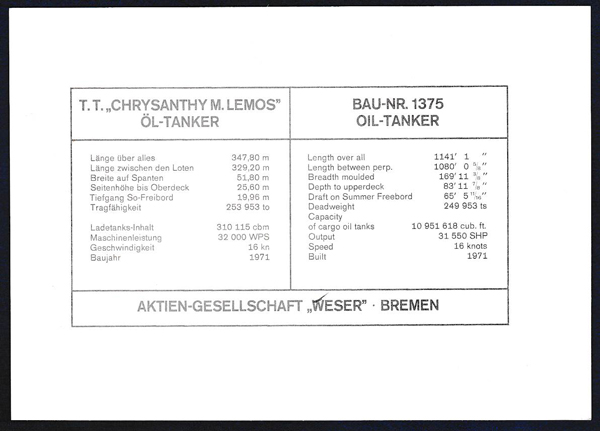 T. T. „CHRYSANTHY M. LEMOS"
ÖL-TANKER
Länge über alles 347,80 m
Länge zwischen den Loten 329,20 m
Breite auf Spanten 51,80 m
Seitenhöhe bis Oberdeck 25,60 m
Tiefgang So-Freibord 19,96 m
Tragfähigkeit 253 953 to
Ladetanks-Inhalt 310 115 cbm
Maschinenleistung 32 000 WPS
Geschwindigkeit 16 kn
Baujahr 1971
BAU-NR. 1375
OIL-TANKER
Length over all 1141' 1 "
Length between perp. 1080' 0 "
Breadth moulded 169' 11 "
Depth to upperdeck 83' 11 7/8 "
Draft on Summer Freebord 65' 5 11/16 "
Deadweight 249 953 ts
Capacity
of cargo oil tanks 10 951 618 cub. ft.
Output 31 550 SHP
Speed 16 knots
Built 1971
AKTIEN-GESELLSCHAFT „WESER" · BREMEN